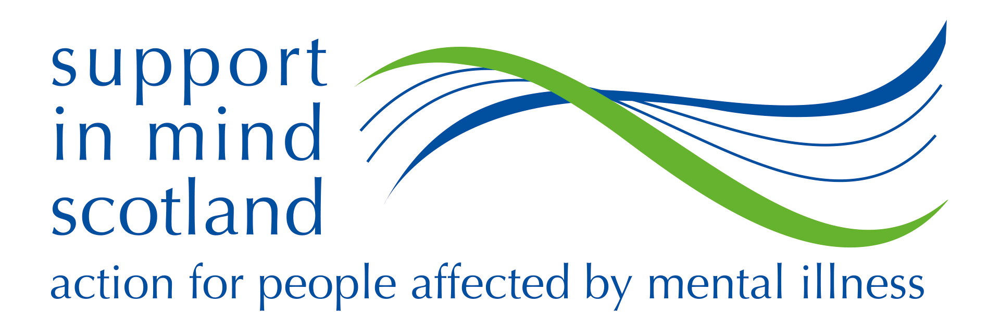 support
in mind
scotland
action for people affected by mental illness